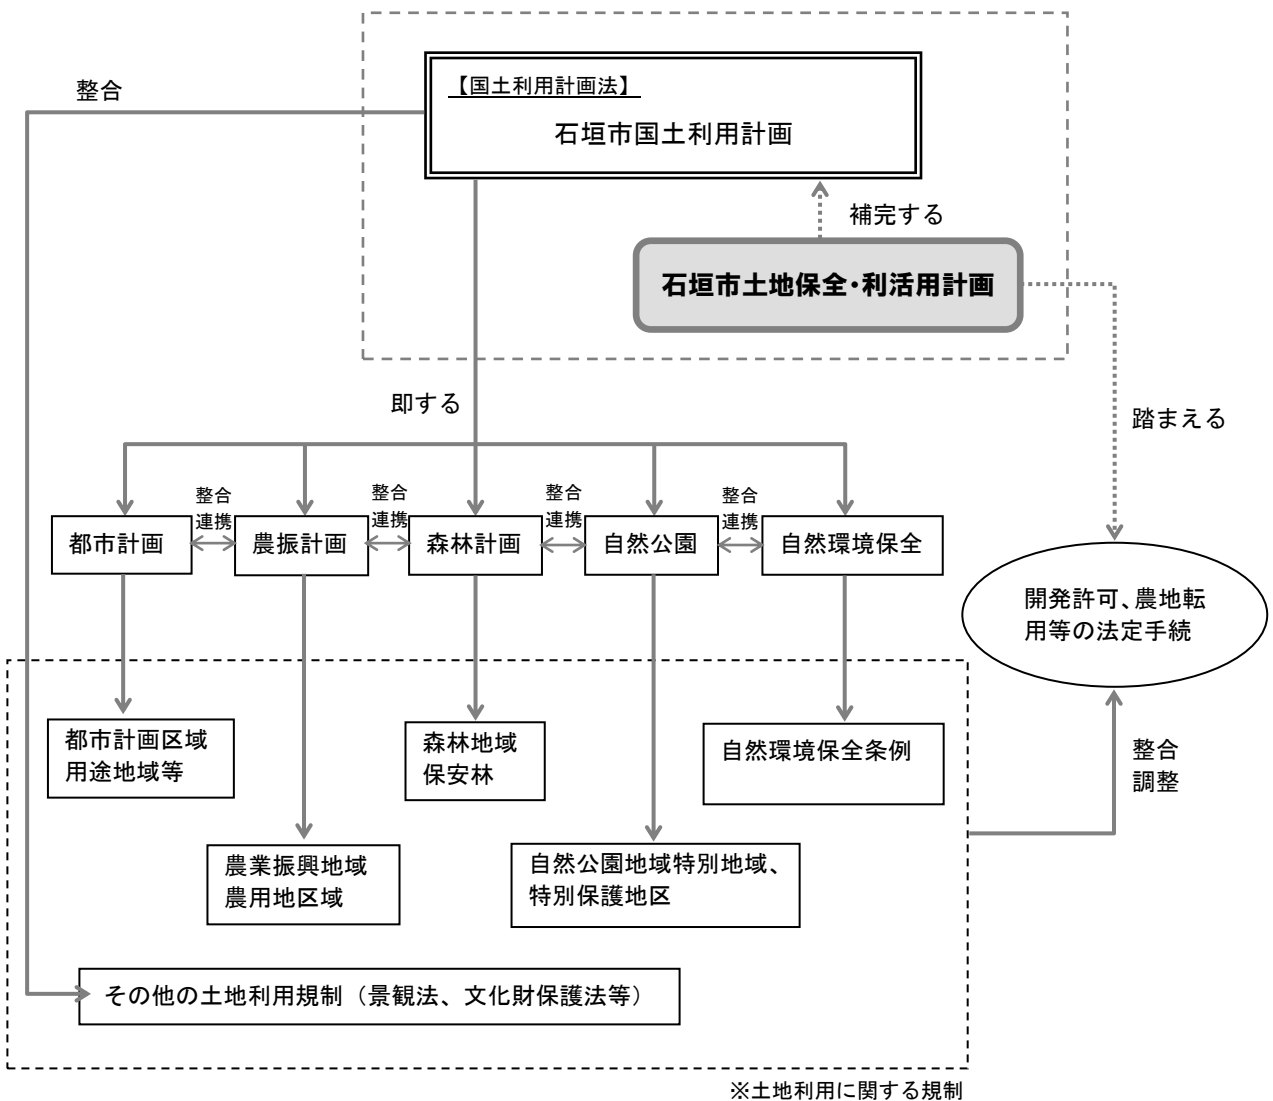 整合
【国土利用計画法】
石垣市国土利用計画
補完する
石垣市土地保全・利活用計画
即する
踏まえる
整合
連携
整合
連携
整合
連携
整合
連携
都市計画
農振計画
森林計画
自然公園
自然環境保全
開発許可、農地転
用等の法定手続
都市計画区域
用途地域等
森林地域
保安林
自然環境保全条例
整合
調整
農業振興地域
農用地区域
自然公園地域特別地域、
特別保護地区
その他の土地利用規制（景観法、文化財保護法等）
※土地利用に関する規制